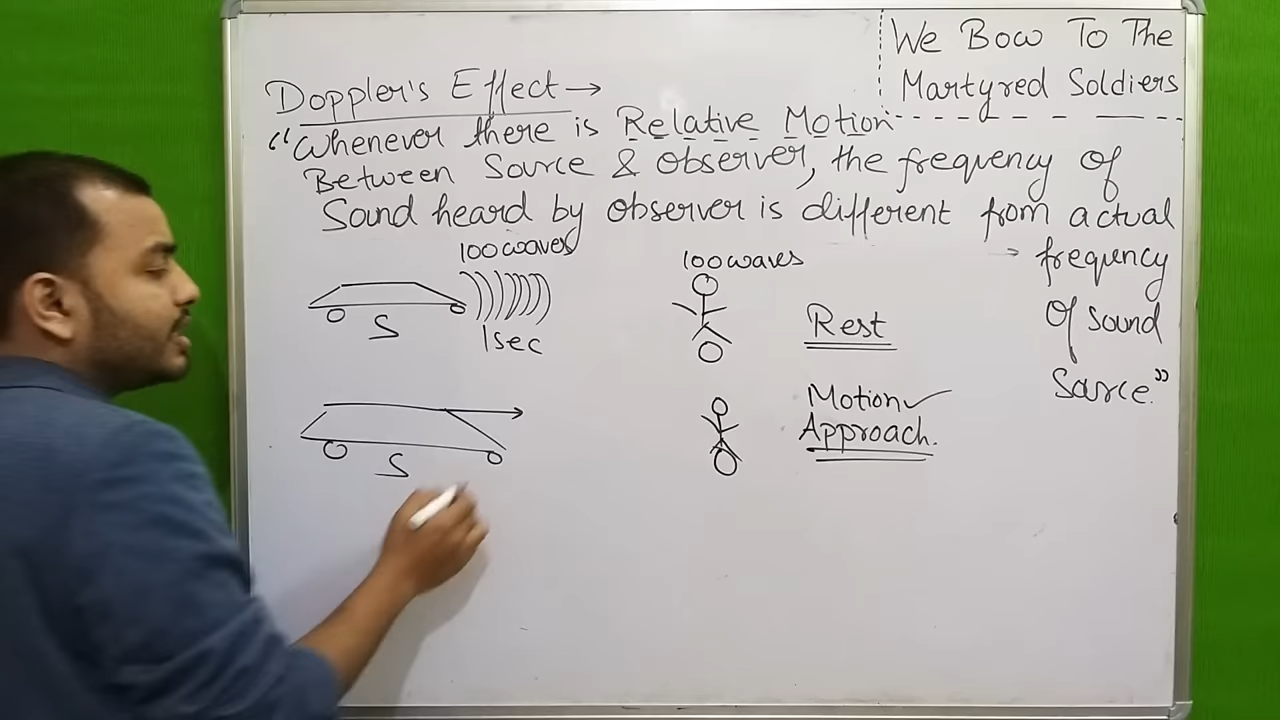 We Bow To The
Martyred Soldiers
Doppler's Effect →
"Whenever there is Relative Motion
Between Source & Observer, the frequency of
Sound heard by observer is different from actual
→ frequency
Of sound
Source."
100 waves
S
1sec
100 waves
O
Rest
S
O
Motion ✓
Approach.